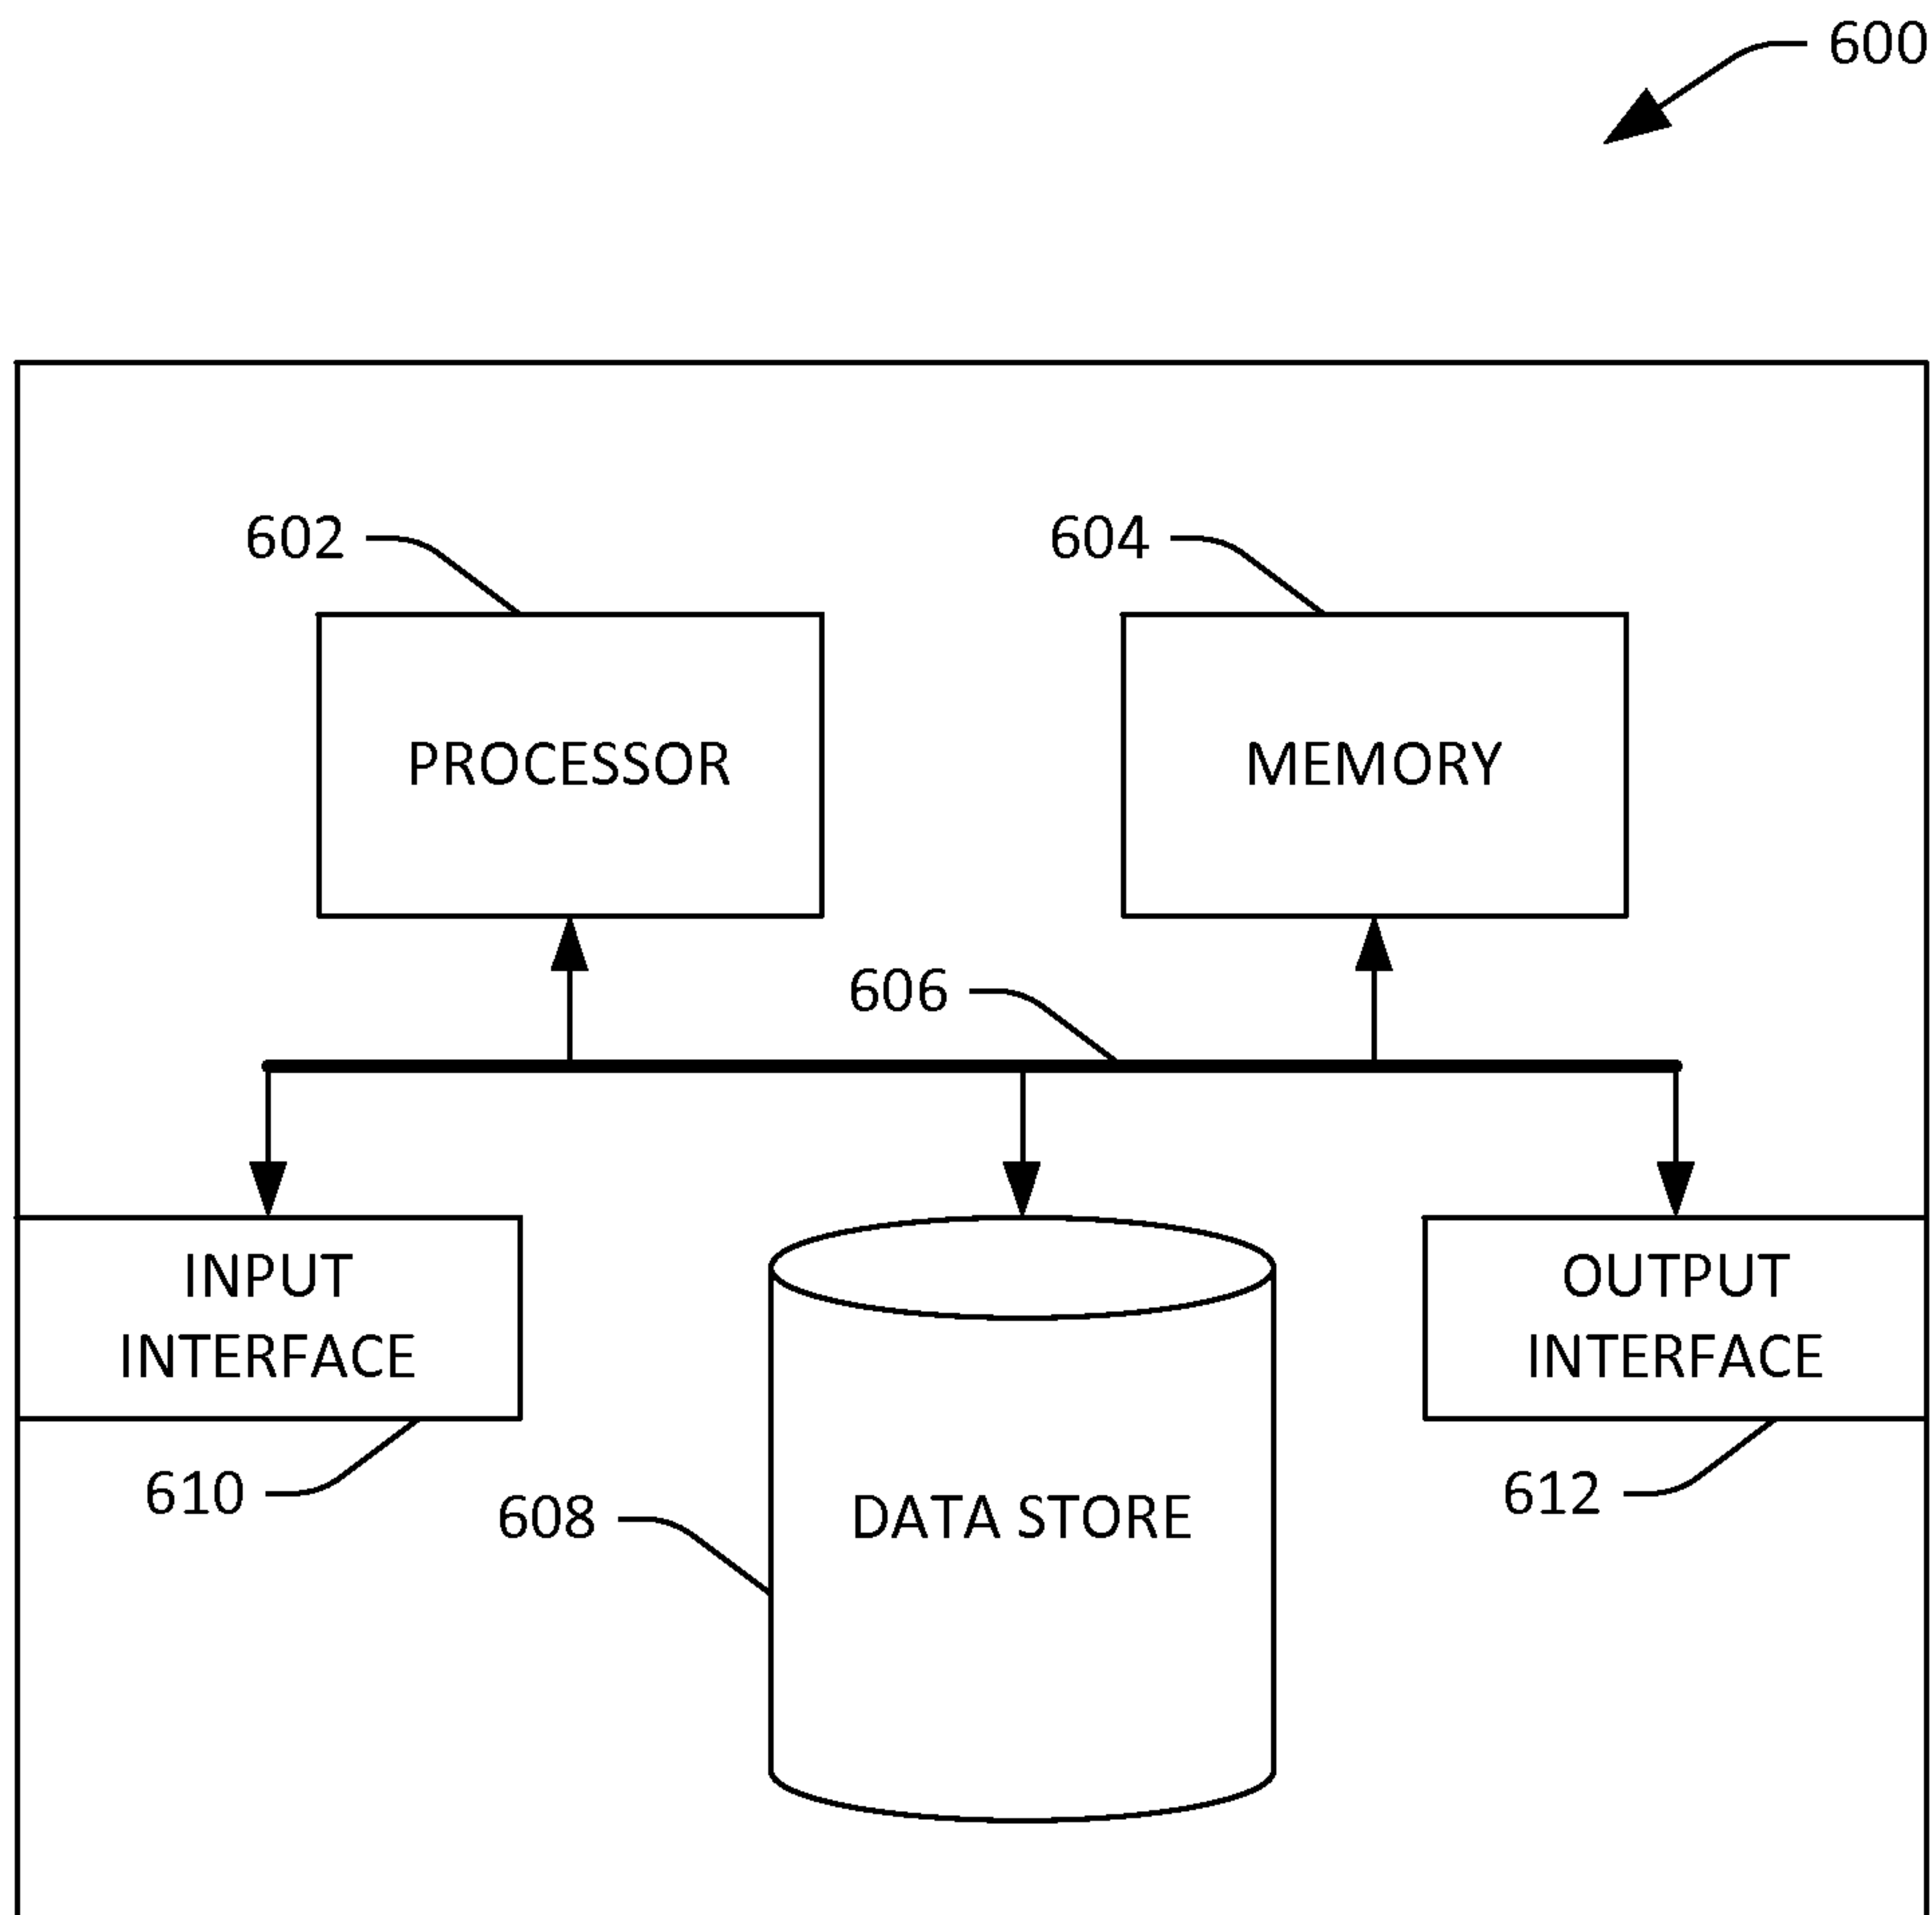 600
602
604
PROCESSOR
MEMORY
606
INPUT
INTERFACE
OUTPUT
INTERFACE
610
608
DATA STORE
612